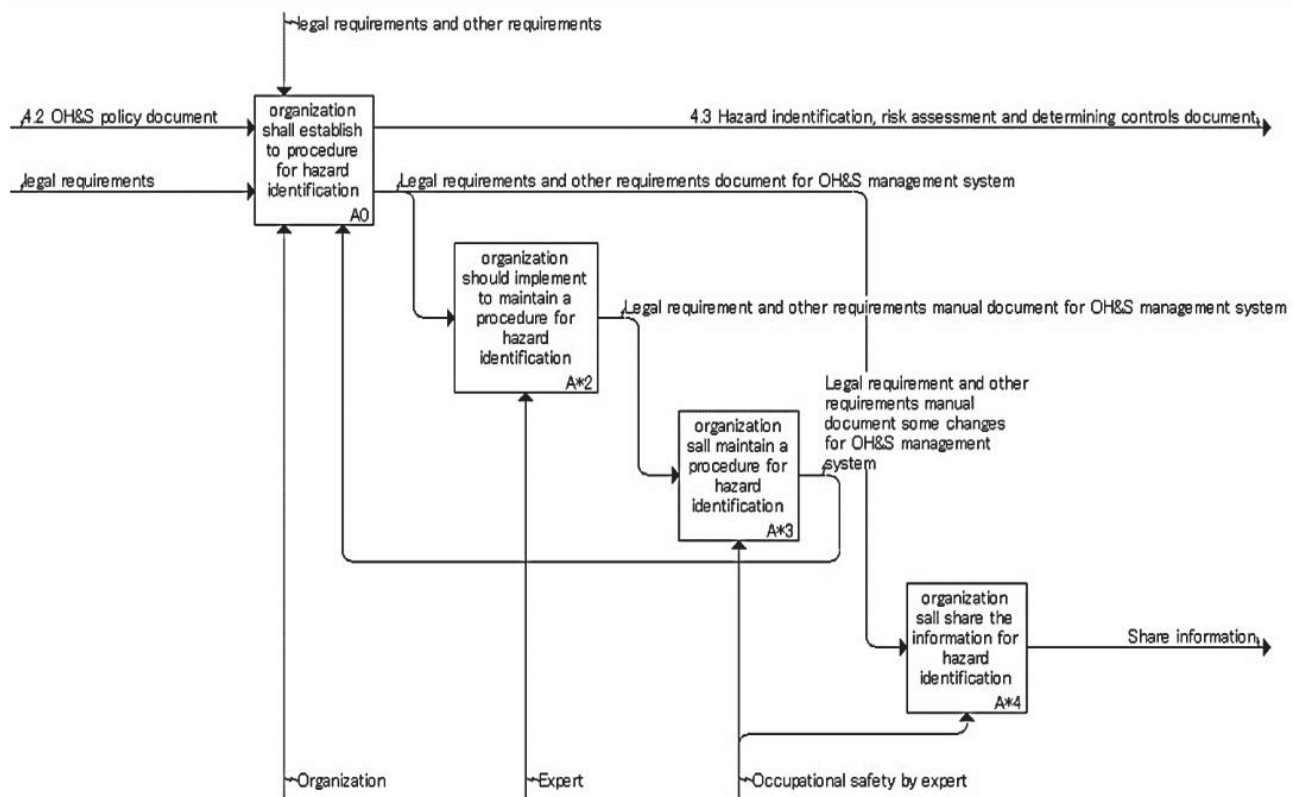 legal requirements and other requirements
4.2 OH&S policy document
legal requirements
organization
shall establish
to procedure
for hazard
identification
A0
4.3 Hazard indentification, risk assessment and determining controls document
Legal requirements and other requirements document for OH&S management system
organization
should implement
to maintain a
procedure for
hazard
identification
A*2
Legal requirement and other requirements manual document for OH&S management system
organization
sall maintain a
procedure for
hazard
identification
A*3
Legal requirement and other
requirements manual
document some changes
for OH&S management
system
organization
sall share the
information for
hazard
identification
A*4
Share information
Organization
Expert
Occupational safety by expert